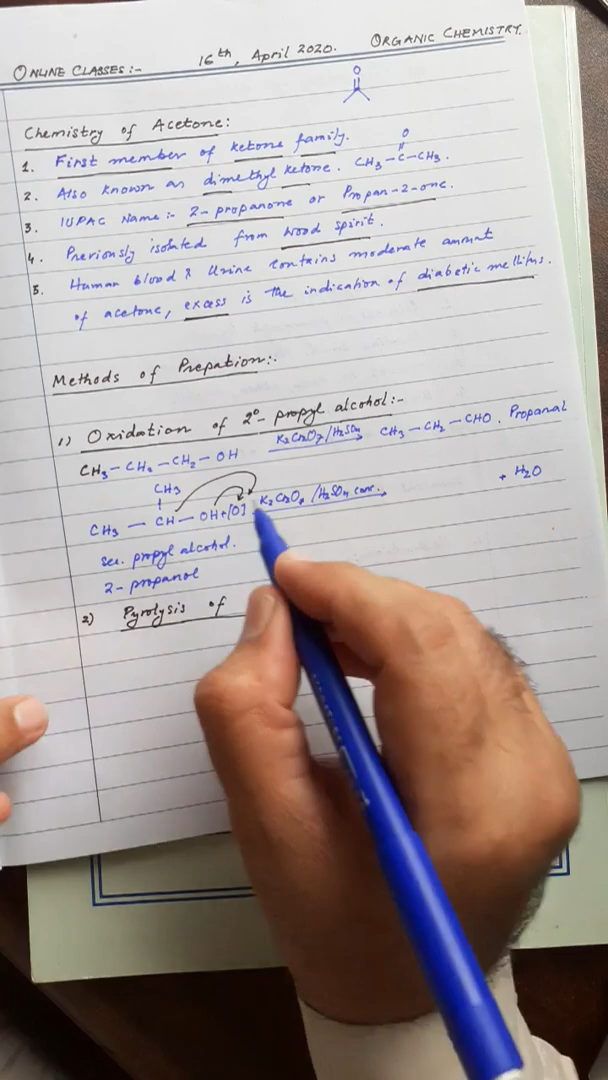 ONLINE CLASSES:- 16th, April 2020. ORGANIC CHEMISTRY.
O
Chemistry of Acetone:
1. First member of ketone family.
O
2. Also known as dimethyl ketone. CH3-C-CH3.
3. IUPAC Name:- 2-propanone or Propan-2-one.
4. Previously isolated from wood spirit.
5. Human blood & Urine contains moderate amount
of acetone, excess is the indication of diabetic mellitus.
Methods of Prepation:-
1) Oxidation of 2°- propyl alcohol:-
CH3-CH2-CH2-OH K2Cr2O7/H2SO4 CH3-CH2-CHO. Propanal
CH3
CH3-CH-OH+[O] K2Cr2O7/H2SO4 conc. + H2O
sec. propyl alcohol.
2-propanol
2) Pyrolysis of